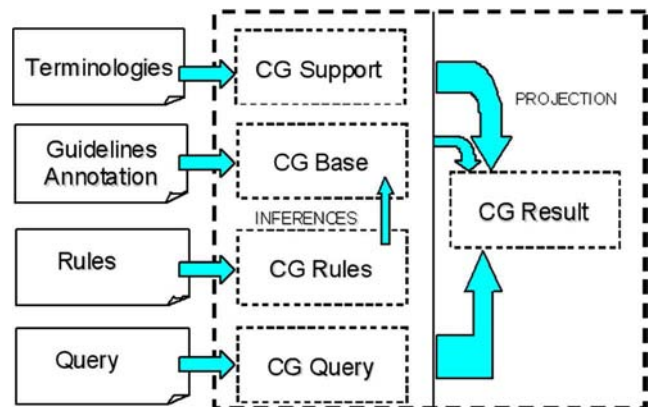 Terminologies
CG Support
PROJECTION
Guidelines
Annotation
CG Base
CG Result
INFERENCES
Rules
CG Rules
Query
CG Query